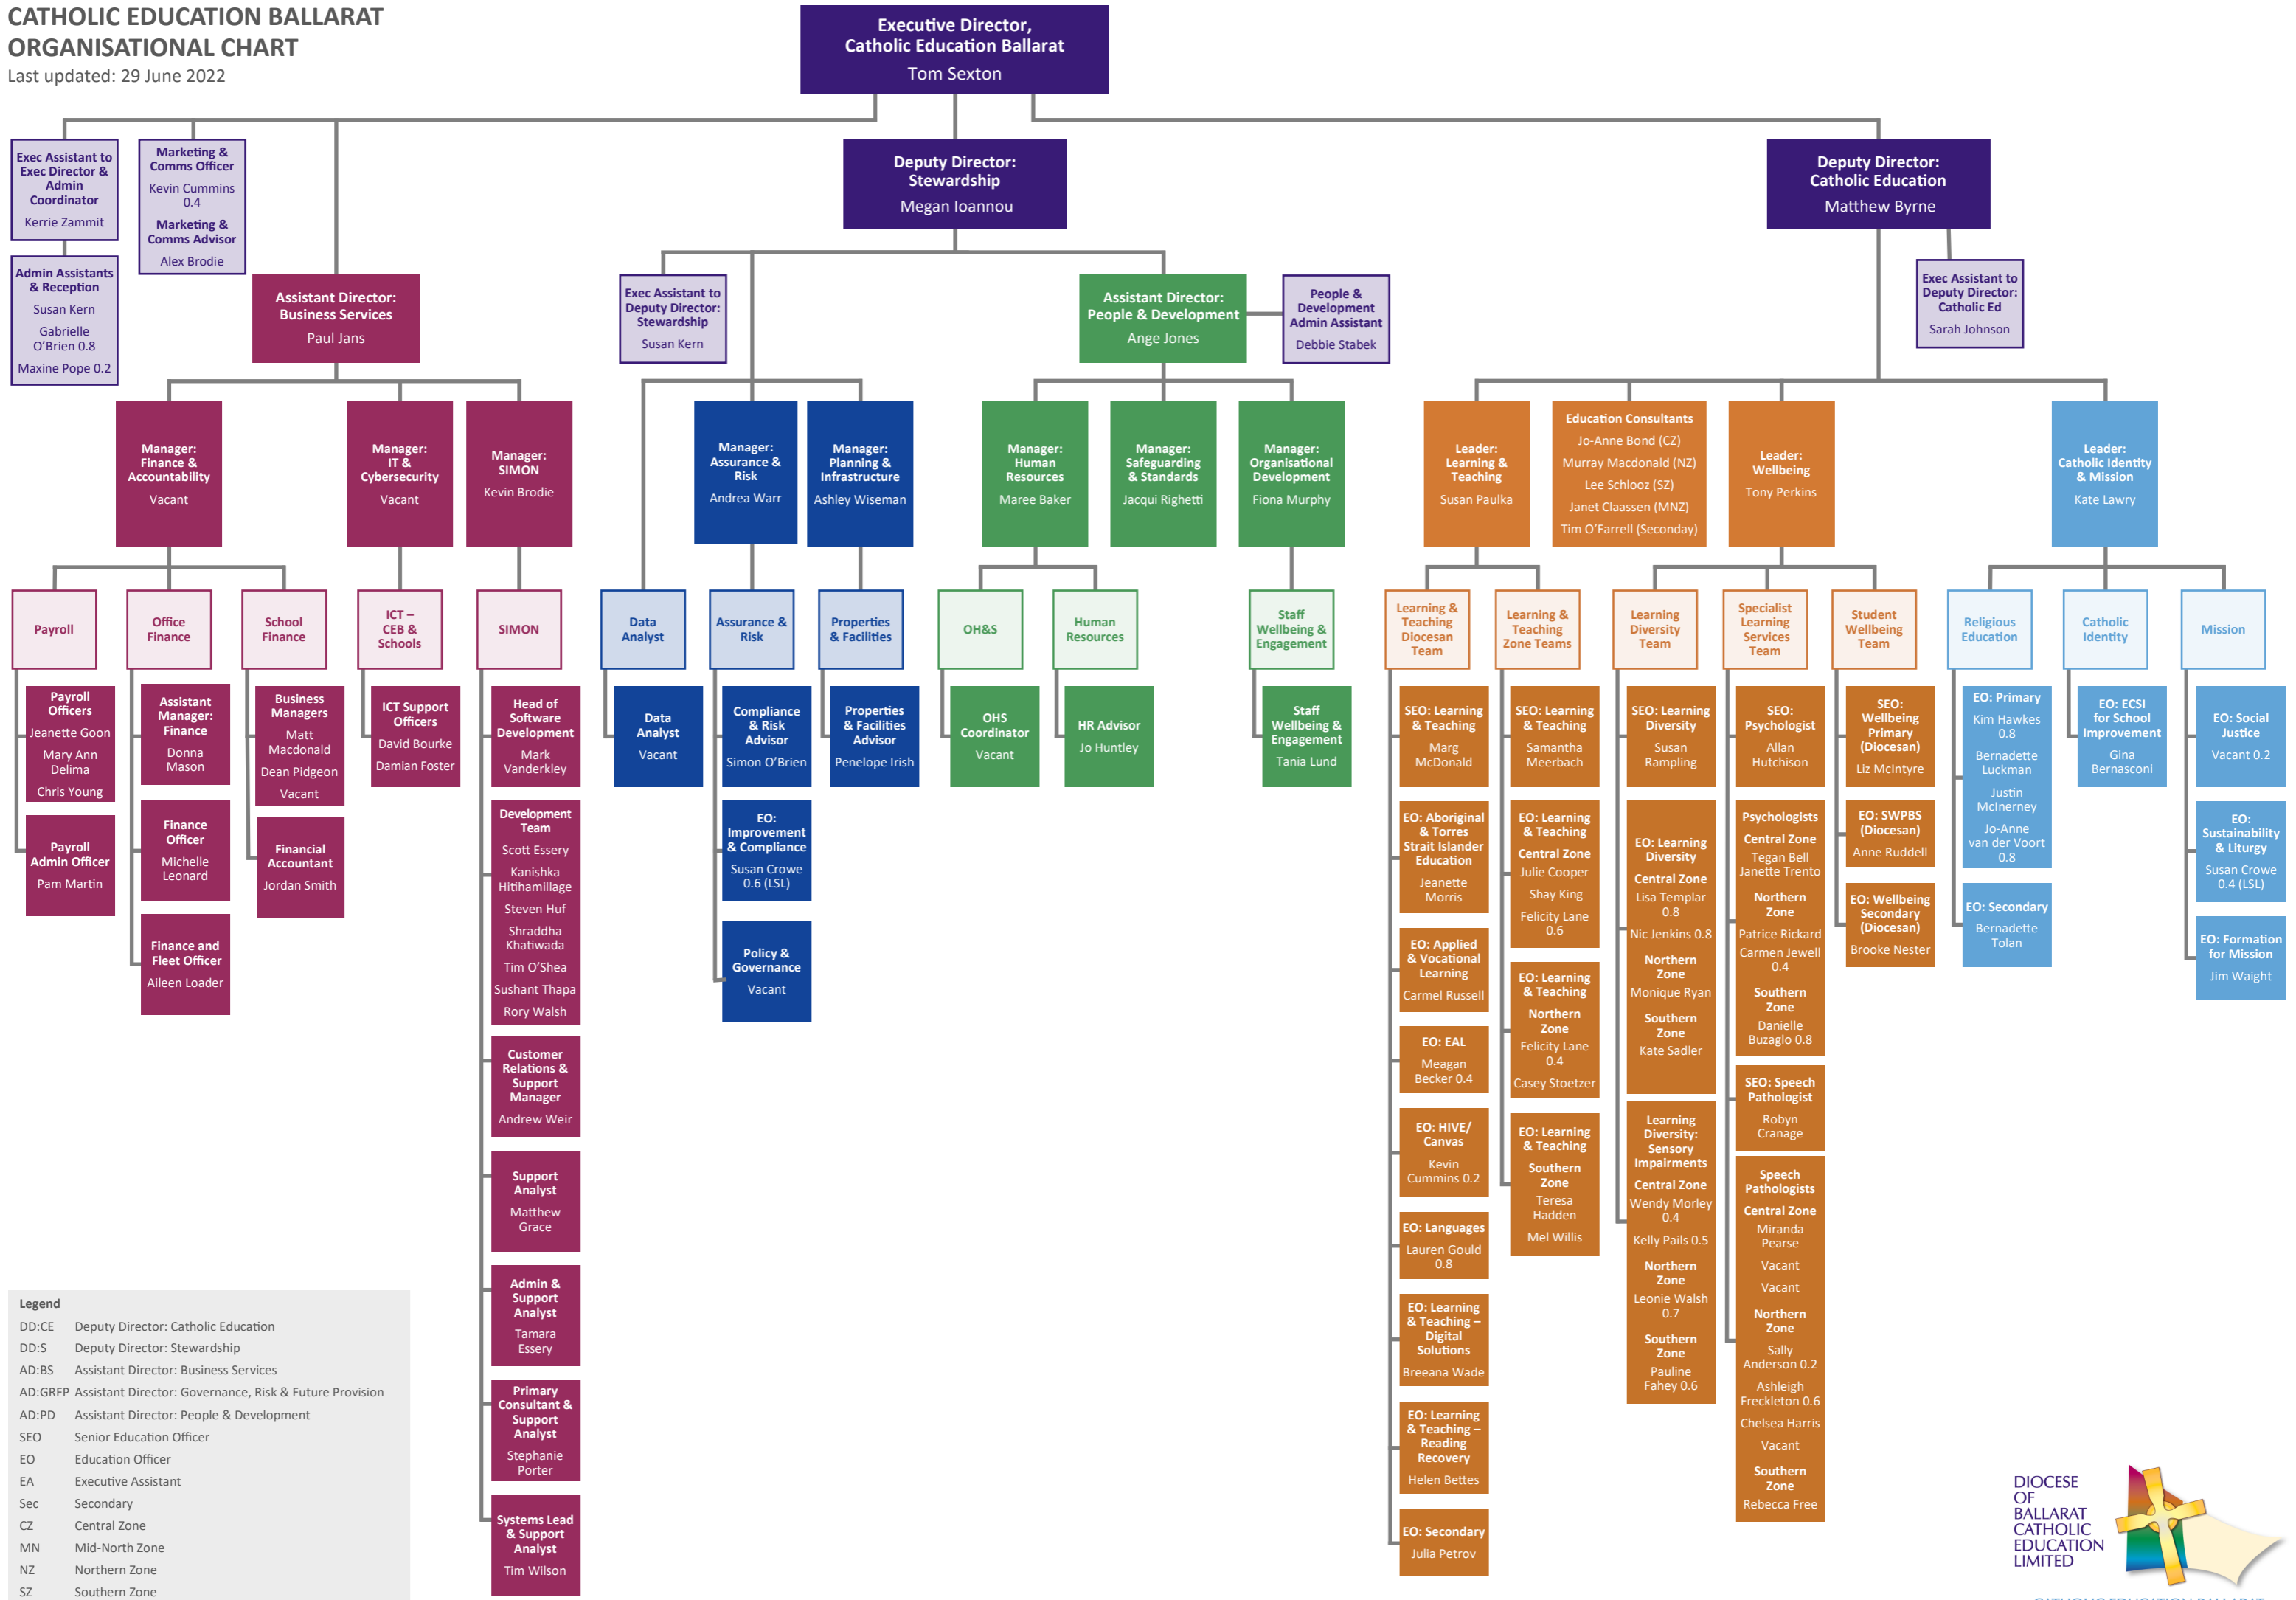 CATHOLIC EDUCATION BALLARAT
ORGANISATIONAL CHART
Last updated: 29 June 2022
Executive Director,
Catholic Education Ballarat
Tom Sexton
Exec Assistant to
Exec Director &
Admin
Coordinator
Kerrie Zammit
Admin Assistants
& Reception
Susan Kern
Gabrielle
O'Brien 0.8
Maxine Pope 0.2
Marketing &
Comms Officer
Kevin Cummins
0.4
Marketing &
Comms Advisor
Alex Brodie
Deputy Director:
Stewardship
Megan Ioannou
Deputy Director:
Catholic Education
Matthew Byrne
Assistant Director:
Business Services
Paul Jans
Exec Assistant to
Deputy Director:
Stewardship
Susan Kern
Assistant Director:
People & Development
Ange Jones
People &
Development
Admin Assistant
Debbie Stabek
Exec Assistant to
Deputy Director:
Catholic Ed
Sarah Johnson
Manager:
Finance &
Accountability
Vacant
Manager:
IT &
Cybersecurity
Vacant
Manager:
SIMON
Kevin Brodie
Manager:
Assurance &
Risk
Andrea Warr
Manager:
Planning &
Infrastructure
Ashley Wiseman
Manager:
Human
Resources
Maree Baker
Manager:
Safeguarding
& Standards
Jacqui Righetti
Manager:
Organisational
Development
Fiona Murphy
Leader:
Learning &
Teaching
Susan Paulka
Education Consultants
Jo-Anne Bond (CZ)
Murray Macdonald (NZ)
Lee Schlooz (SZ)
Janet Claassen (MNZ)
Tim O'Farrell (Seconday)
Leader:
Wellbeing
Tony Perkins
Leader:
Catholic Identity
& Mission
Kate Lawry
Payroll
Office
Finance
School
Finance
ICT –
CEB &
Schools
SIMON
Data
Analyst
Assurance &
Risk
Properties
& Facilities
OH&S
Human
Resources
Staff
Wellbeing &
Engagement
Learning &
Teaching
Diocesan
Team
Learning &
Teaching
Zone Teams
Learning
Diversity
Team
Specialist
Learning
Services
Team
Student
Wellbeing
Team
Religious
Education
Catholic
Identity
Mission
Payroll
Officers
Jeanette Goon
Mary Ann
Delima
Chris Young
Payroll
Admin Officer
Pam Martin
Assistant
Manager:
Finance
Donna
Mason
Finance
Officer
Michelle
Leonard
Finance and
Fleet Officer
Aileen Loader
Business
Managers
Matt
Macdonald
Dean Pidgeon
Vacant
Financial
Accountant
Jordan Smith
ICT Support
Officers
David Bourke
Damian Foster
Head of
Software
Development
Mark
Vanderkley
Development
Team
Scott Essery
Kanishka
Hitihamillage
Steven Huf
Shraddha
Khatiwada
Tim O'Shea
Sushant Thapa
Rory Walsh
Customer
Relations &
Support
Manager
Andrew Weir
Support
Analyst
Matthew
Grace
Admin &
Support
Analyst
Tamara
Essery
Primary
Consultant &
Support
Analyst
Stephanie
Porter
Systems Lead
& Support
Analyst
Tim Wilson
Data
Analyst
Vacant
Compliance
& Risk
Advisor
Simon O'Brien
EO:
Improvement
& Compliance
Susan Crowe
0.6 (LSL)
Policy &
Governance
Vacant
Properties
& Facilities
Advisor
Penelope Irish
OHS
Coordinator
Vacant
HR Advisor
Jo Huntley
Staff
Wellbeing &
Engagement
Tania Lund
SEO: Learning
& Teaching
Marg
McDonald
EO: Aboriginal
& Torres
Strait Islander
Education
Jeanette
Morris
EO: Applied
& Vocational
Learning
Carmel Russell
EO: EAL
Meagan
Becker 0.4
EO: HIVE/
Canvas
Kevin
Cummins 0.2
EO: Languages
Lauren Gould
0.8
EO: Learning
& Teaching –
Digital
Solutions
Breeana Wade
EO: Learning
& Teaching –
Reading
Recovery
Helen Bettes
EO: Secondary
Julia Petrov
SEO: Learning
& Teaching
Samantha
Meerbach
EO: Learning
& Teaching
Central Zone
Julie Cooper
Shay King
Felicity Lane
0.6
EO: Learning
& Teaching
Northern
Zone
Felicity Lane
0.4
Casey Stoetzer
EO: Learning
& Teaching
Southern
Zone
Teresa
Hadden
Mel Willis
SEO: Learning
Diversity
Susan
Rampling
EO: Learning
Diversity
Central Zone
Lisa Templar
0.8
Nic Jenkins 0.8
Northern
Zone
Monique Ryan
Southern
Zone
Kate Sadler
Learning
Diversity:
Sensory
Impairments
Central Zone
Wendy Morley
0.4
Kelly Pails 0.5
Northern
Zone
Leonie Walsh
0.7
Southern
Zone
Pauline
Fahey 0.6
SEO:
Psychologist
Allan
Hutchison
Psychologists
Central Zone
Tegan Bell
Janette Trento
Northern
Zone
Patrice Rickard
Carmen Jewell
0.4
Southern
Zone
Danielle
Buzaglo 0.8
SEO: Speech
Pathologist
Robyn
Cranage
Speech
Pathologists
Central Zone
Miranda
Pearse
Vacant
Vacant
Northern
Zone
Sally
Anderson 0.2
Ashleigh
Freckleton 0.6
Chelsea Harris
Vacant
Southern
Zone
Rebecca Free
SEO:
Wellbeing
Primary
(Diocesan)
Liz McIntyre
EO: SWPBS
(Diocesan)
Anne Ruddell
EO: Wellbeing
Secondary
(Diocesan)
Brooke Nester
EO: Primary
Kim Hawkes
0.8
Bernadette
Luckman
Justin
McInerney
Jo-Anne
van der Voort
0.8
EO: Secondary
Bernadette
Tolan
EO: ECSI
for School
Improvement
Gina
Bernasconi
EO: Social
Justice
Vacant 0.2
EO:
Sustainability
& Liturgy
Susan Crowe
0.4 (LSL)
EO: Formation
for Mission
Jim Waight
Legend
DD:CE Deputy Director: Catholic Education
DD:S Deputy Director: Stewardship
AD:BS Assistant Director: Business Services
AD:GRFP Assistant Director: Governance, Risk & Future Provision
AD:PD Assistant Director: People & Development
SEO Senior Education Officer
EO Education Officer
EA Executive Assistant
Sec Secondary
CZ Central Zone
MN Mid-North Zone
NZ Northern Zone
SZ Southern Zone
DIOCESE
OF
BALLARAT
CATHOLIC
EDUCATION
LIMITED
CATHOLIC EDUCATION BALLARAT